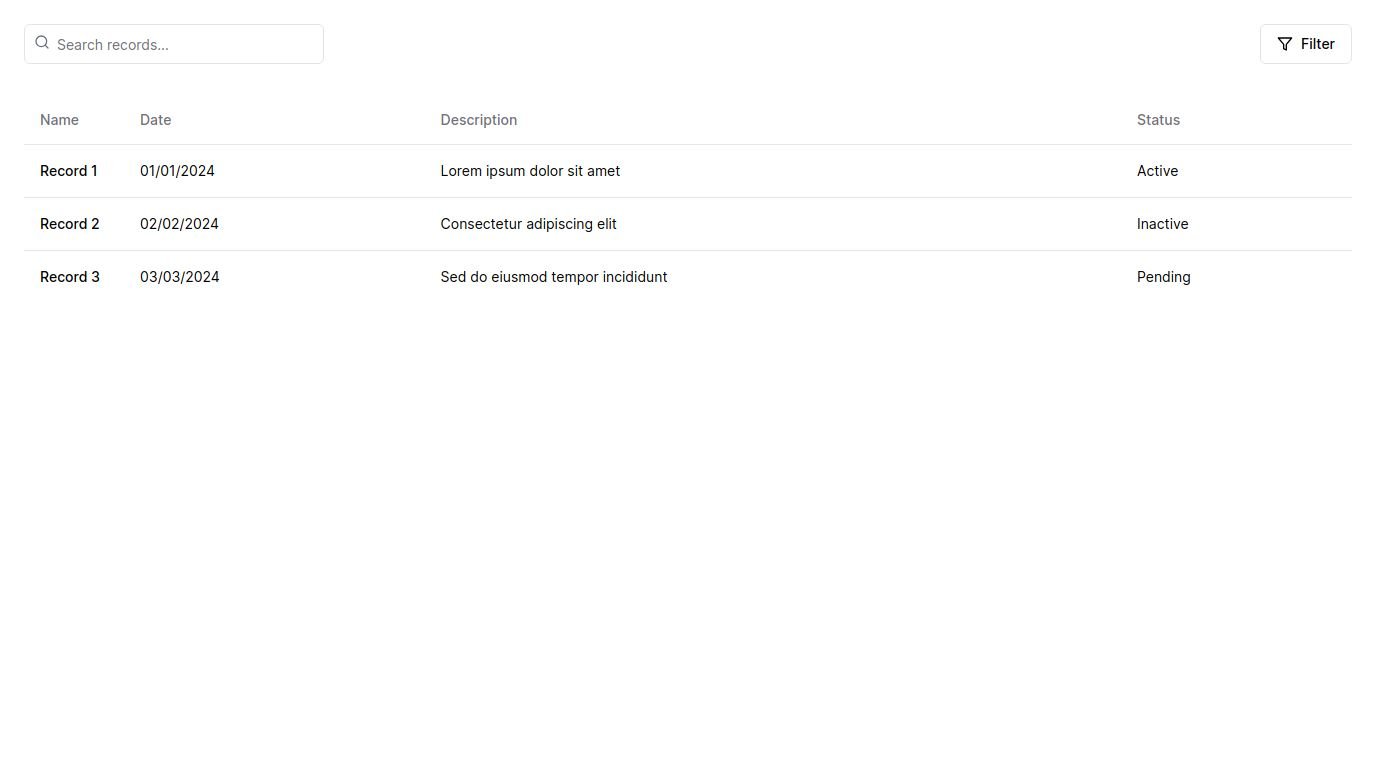 Search records...
Filter
Name Date Description Status
Record 1 01/01/2024 Lorem ipsum dolor sit amet Active
Record 2 02/02/2024 Consectetur adipiscing elit Inactive
Record 3 03/03/2024 Sed do eiusmod tempor incididunt Pending